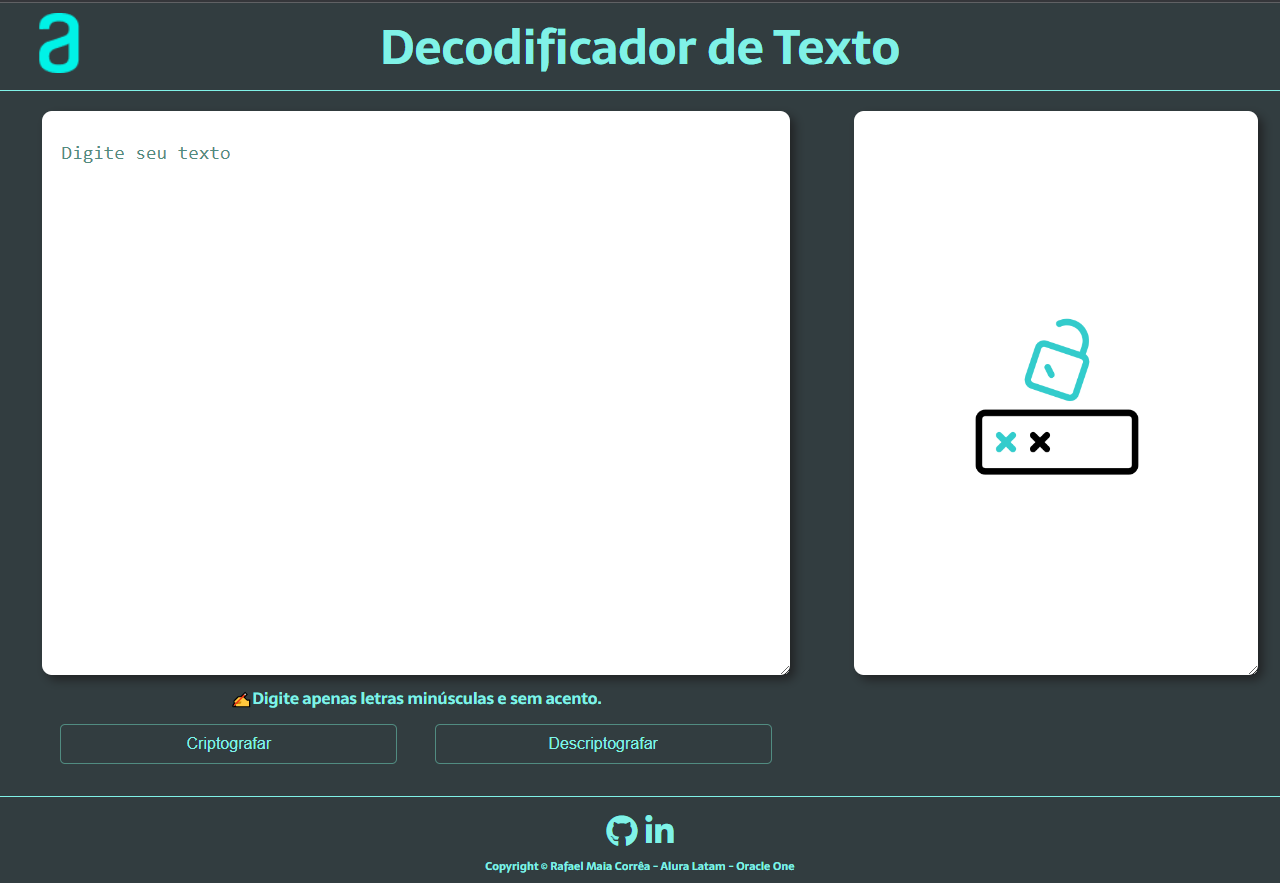 a
Decodificador de Texto
Digite seu texto
✍Digite apenas letras minúsculas e sem acento.
Criptografar
Descriptografar
in
Copyright © Rafael Maia Corrêa - Alura Latam - Oracle One